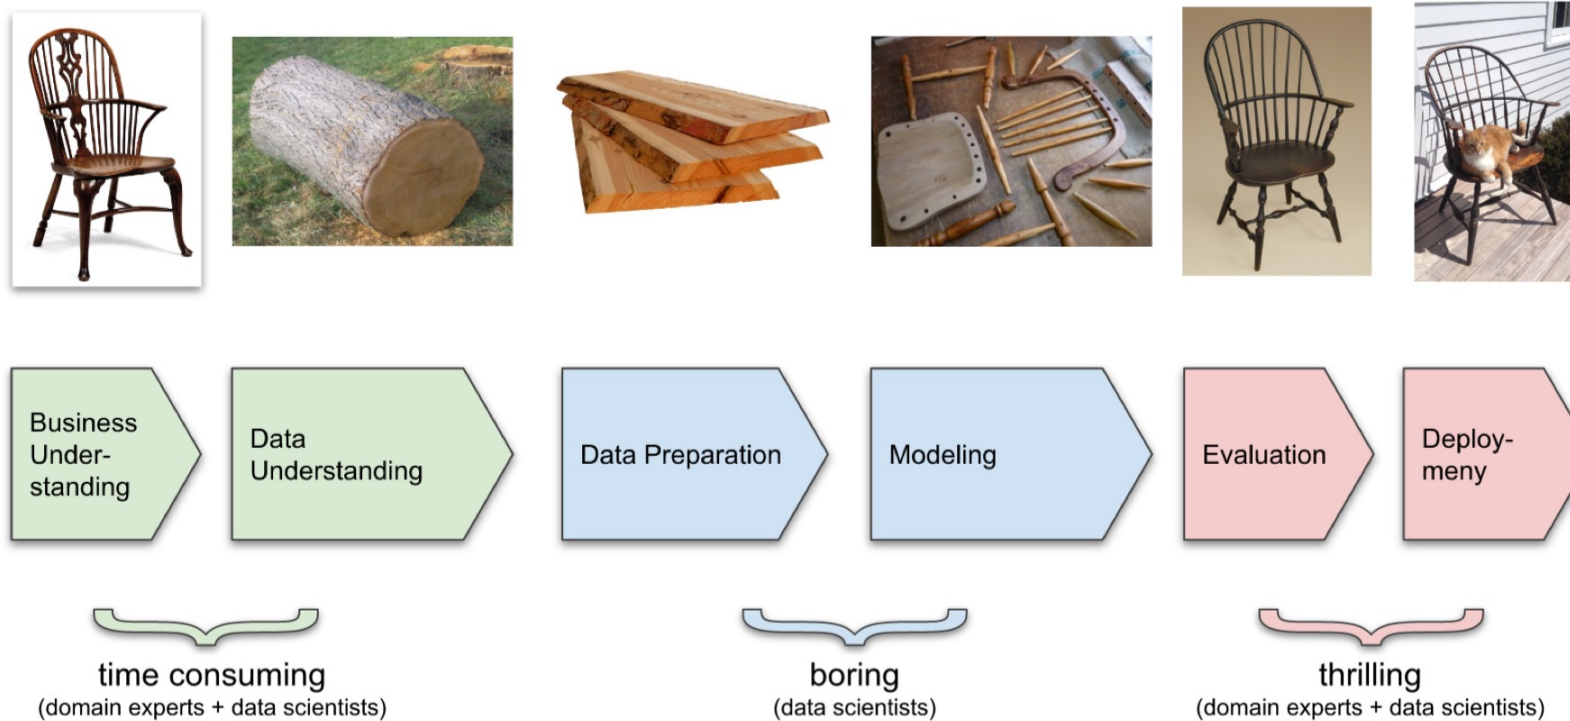 Business
Under-
standing
Data
Understanding
Data Preparation
Modeling
Evaluation
Deploy-
meny
time consuming
(domain experts + data scientists)
boring
(data scientists)
thrilling
(domain experts + data scientists)